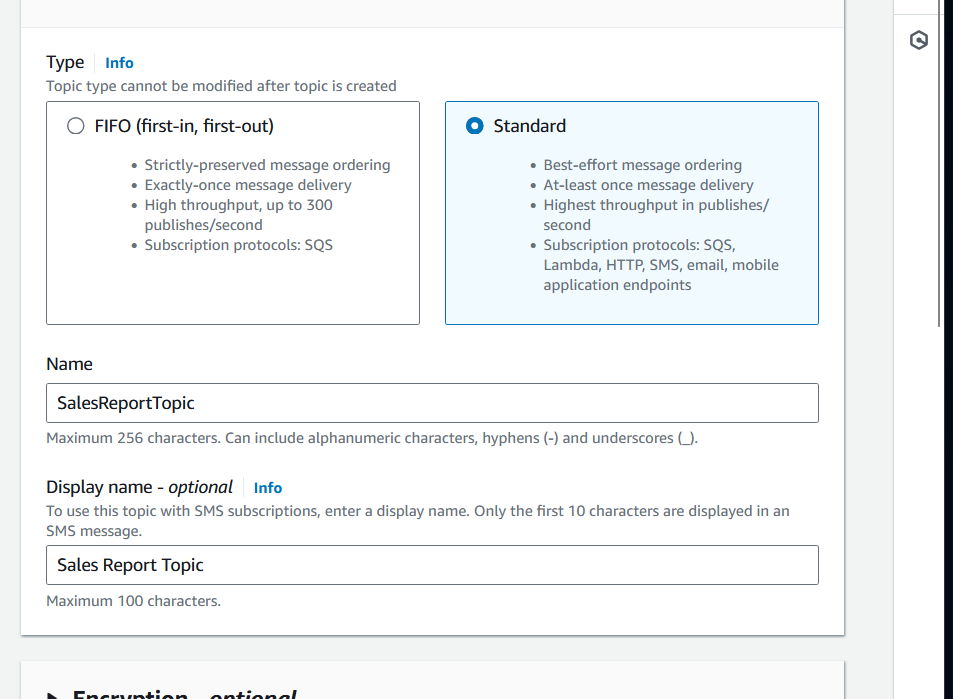 Type Info
Topic type cannot be modified after topic is created
FIFO (first-in, first-out)
Strictly-preserved message ordering
Exactly-once message delivery
High throughput, up to 300
publishes/second
Subscription protocols: SQS
Standard
Best-effort message ordering
At-least once message delivery
Highest throughput in publishes/
second
Subscription protocols: SQS,
Lambda, HTTP, SMS, email, mobile
application endpoints
Name
SalesReportTopic
Maximum 256 characters. Can include alphanumeric characters, hyphens (-) and underscores (_).
Display name - optional Info
To use this topic with SMS subscriptions, enter a display name. Only the first 10 characters are displayed in an
SMS message.
Sales Report Topic
Maximum 100 characters.
Encryption - optional